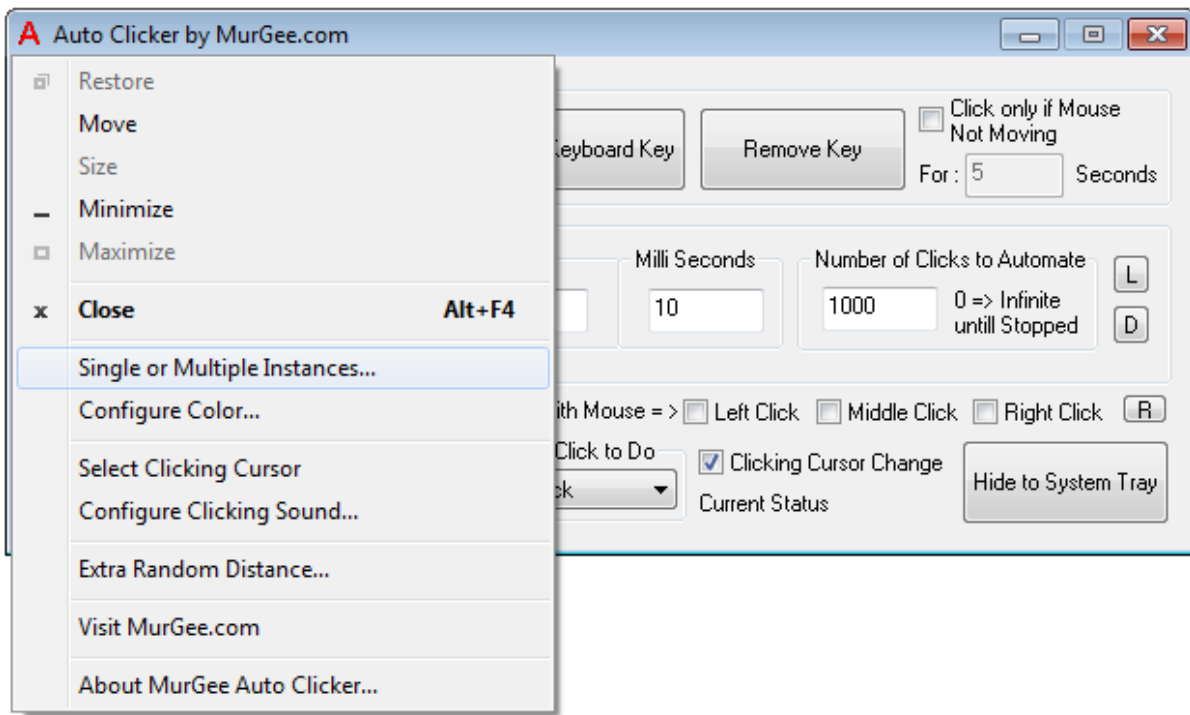 A Auto Clicker by MurGee.com
Restore
Move
Size
Minimize
Maximize
Close Alt+F4
Single or Multiple Instances...
Configure Color...
Select Clicking Cursor
Configure Clicking Sound...
Extra Random Distance...
Visit MurGee.com
About MurGee Auto Clicker...
Keyboard Key
Remove Key
Click only if Mouse
Not Moving
For : 5 Seconds
Milli Seconds
10
Number of Clicks to Automate
1000
0 => Infinite
untill Stopped
L
D
ith Mouse = > Left Click Middle Click Right Click R
Click to Do
ck
Clicking Cursor Change
Current Status
Hide to System Tray